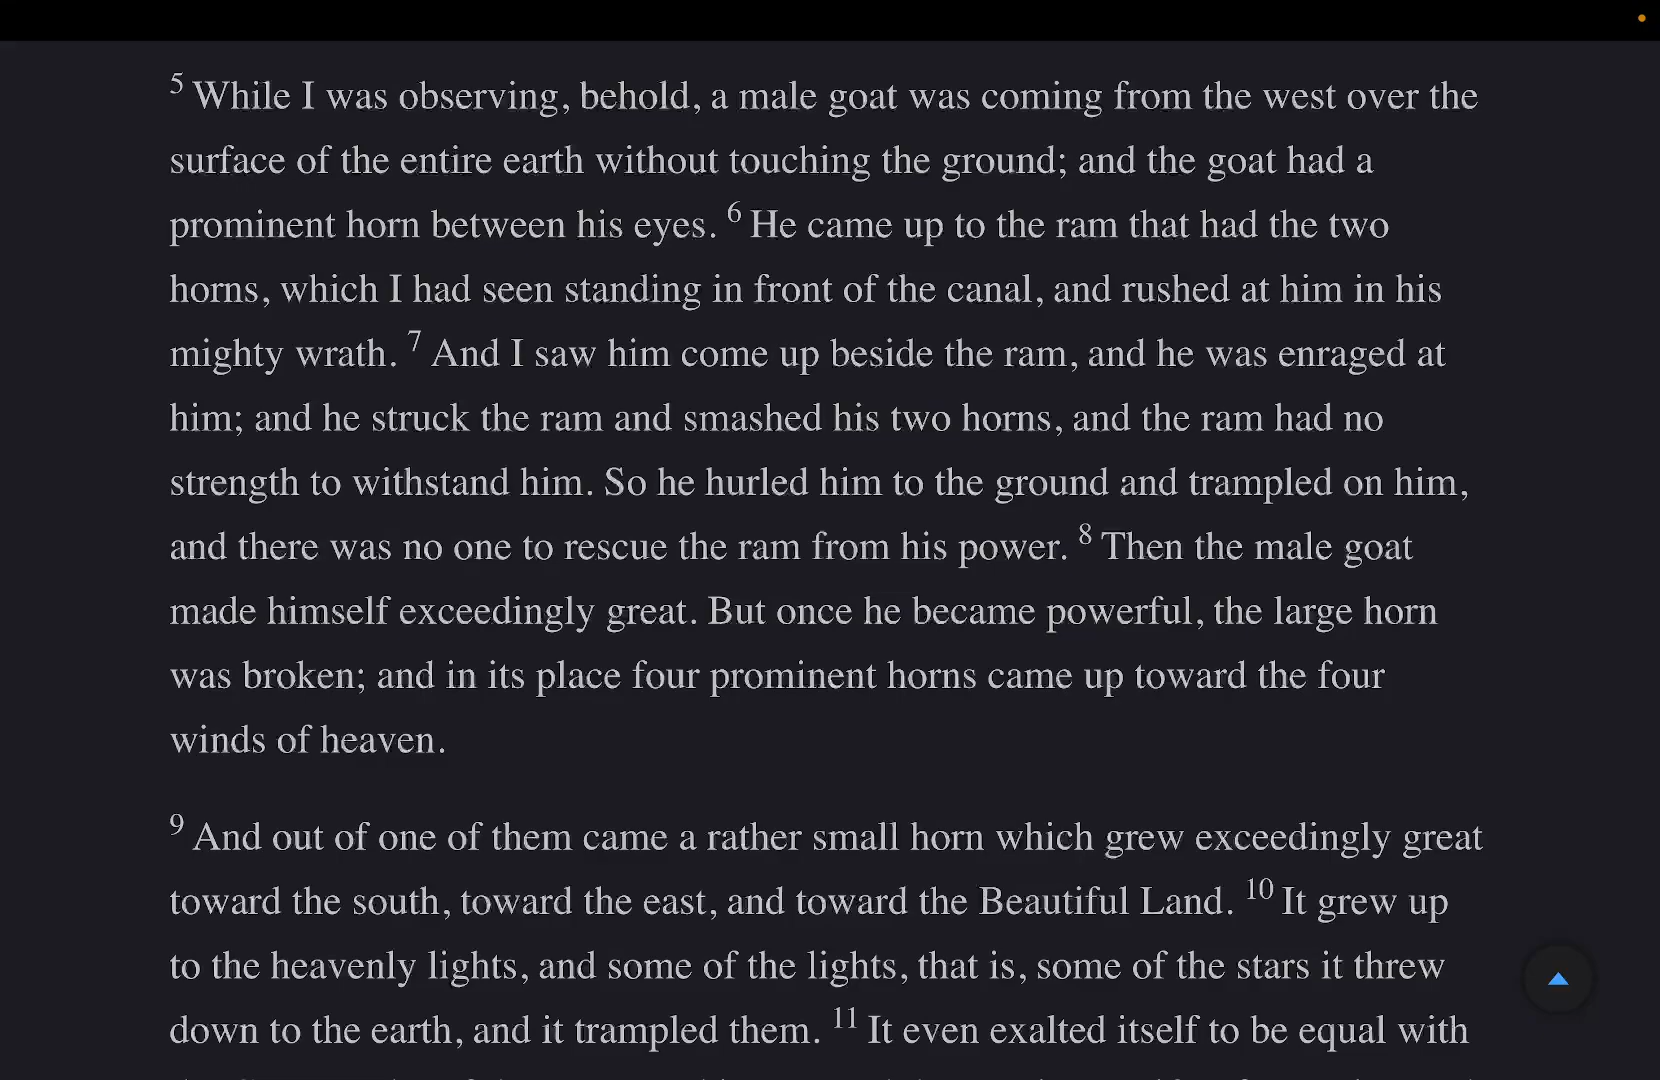 5 While I was observing, behold, a male goat was coming from the west over the
surface of the entire earth without touching the ground; and the goat had a
prominent horn between his eyes. 6 He came up to the ram that had the two
horns, which I had seen standing in front of the canal, and rushed at him in his
mighty wrath. 7 And I saw him come up beside the ram, and he was enraged at
him; and he struck the ram and smashed his two horns, and the ram had no
strength to withstand him. So he hurled him to the ground and trampled on him,
and there was no one to rescue the ram from his power. 8 Then the male goat
made himself exceedingly great. But once he became powerful, the large horn
was broken; and in its place four prominent horns came up toward the four
winds of heaven.
9 And out of one of them came a rather small horn which grew exceedingly great
toward the south, toward the east, and toward the Beautiful Land. 10 It grew up
to the heavenly lights, and some of the lights, that is, some of the stars it threw
down to the earth, and it trampled them. 11 It even exalted itself to be equal with